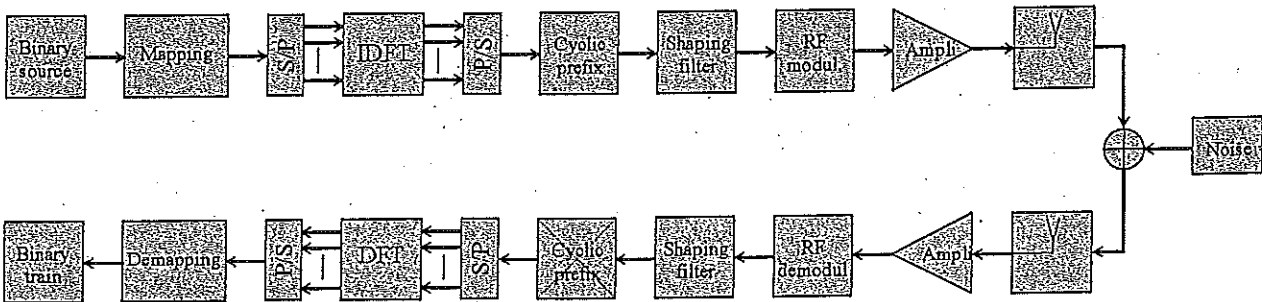 Binary
source
Mapping
S/P
IDFT
P/S
Cyclic
prefix
Shaping
filter
RF
modul
Ampli
Noise
Binary
train
Demapping
P/S
DFT
S/P
Cyclic
prefix
Shaping
filter
RF
demodul
Ampli